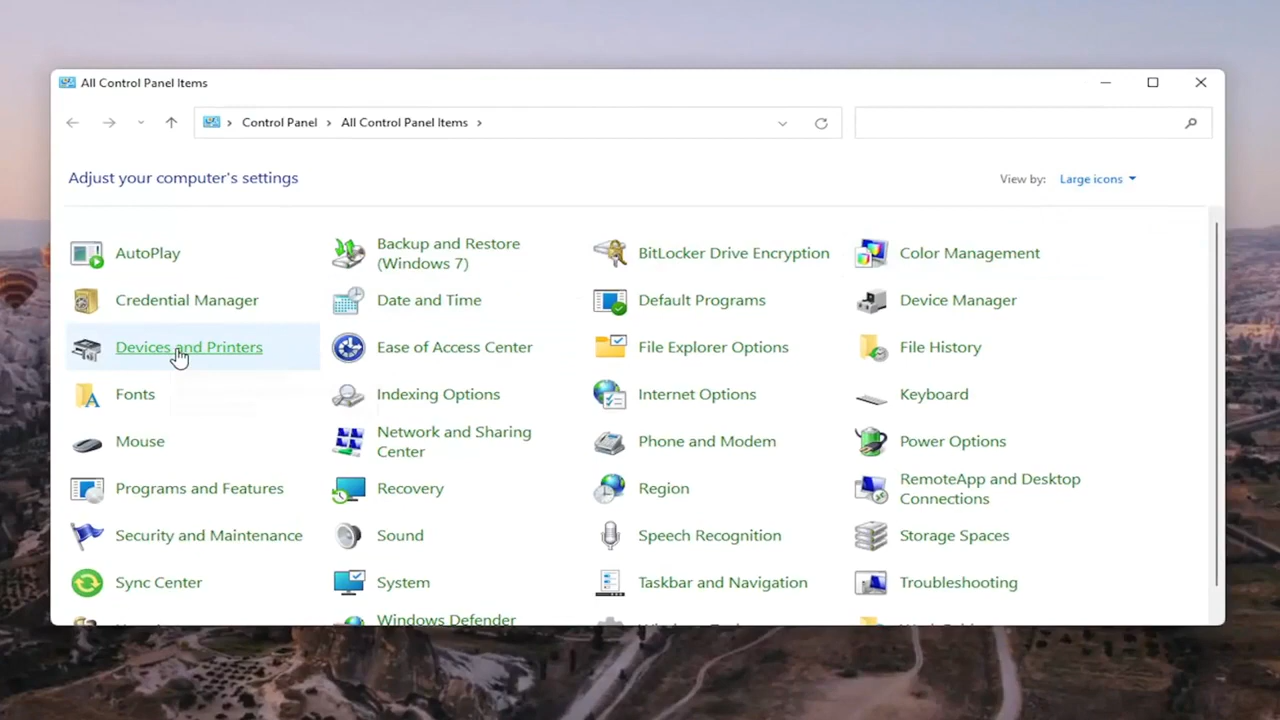 All Control Panel Items
Control Panel > All Control Panel Items >
Adjust your computer's settings
View by: Large icons
AutoPlay
Backup and Restore
(Windows 7)
BitLocker Drive Encryption
Color Management
Credential Manager
Date and Time
Default Programs
Device Manager
Devices and Printers
Ease of Access Center
File Explorer Options
File History
Fonts
Indexing Options
Internet Options
Keyboard
Mouse
Network and Sharing
Center
Phone and Modem
Power Options
Programs and Features
Recovery
Region
RemoteApp and Desktop
Connections
Security and Maintenance
Sound
Speech Recognition
Storage Spaces
Sync Center
System
Taskbar and Navigation
Troubleshooting
Windows Defender